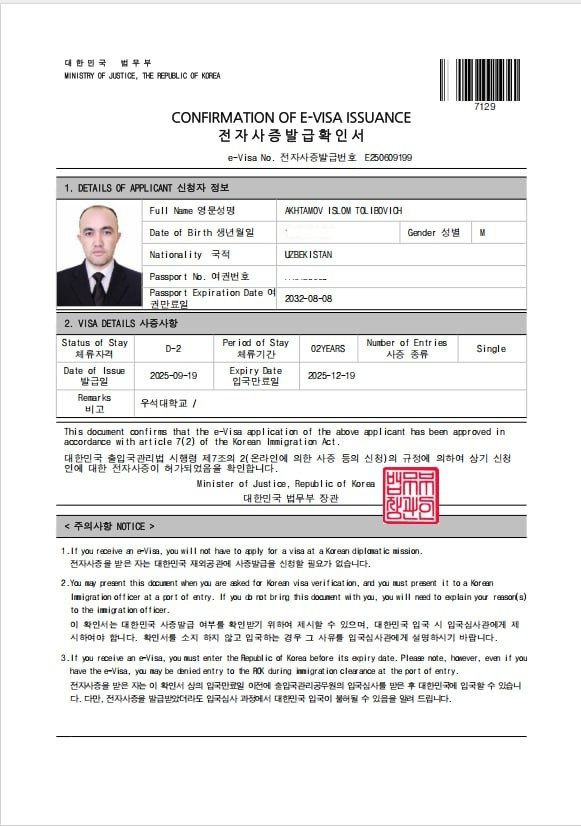 대한민국 법무부
MINISTRY OF JUSTICE, THE REPUBLIC OF KOREA
7129
CONFIRMATION OF E-VISA ISSUANCE
전자사증발급확인서
e-Visa No. 전자사증발급번호 E250609199
1. DETAILS OF APPLICANT 신청자 정보
Full Name 영문성명 AKHTAMOV ISLOM TOLIBOVICH
Date of Birth 생년월일 Gender 성별 M
Nationality 국적 UZBEKISTAN
Passport No. 여권번호
Passport Expiration Date 여
권만료일 2032-08-08
2. VISA DETAILS 사증사항
Status of Stay D-2 Period of Stay 02YEARS Number of Entries Single
체류자격 체류기간 사증 종류
Date of Issue 2025-09-19 Expiry Date 2025-12-19
발급일 입국만료일
Remarks 우석대학교 /
비고
This document confirms that the e-Visa application of the above applicant has been approved in
accordance with article 7(2) of the Korean Immigration Act.
대한민국 출입국관리법 시행령 제7조의 2(온라인에 의한 사증 등의 신청)의 규정에 의하여 상기 신청
인에 대한 전자사증이 허가되었음을 확인합니다.
Minister of Justice, Republic of Korea
대한민국 법무부 장관
법무부
장관인
< 주의사항 NOTICE >
1.If you receive an e-Visa, you will not have to apply for a visa at a Korean diplomatic mission.
전자사증을 받은 자는 대한민국 재외공관에 사증발급을 신청할 필요가 없습니다.
2.You may present this document when you are asked for Korean visa verification, and you must present it to a Korean
Immigration officer at a port of entry. If you do not bring this document with you, you will need to explain your reason(s)
to the immigration officer.
이 확인서는 대한민국 사증발급 여부를 확인받기 위하여 제시할 수 있으며, 대한민국 입국 시 입국심사관에게 제
시하여야 합니다. 확인서를 소지 하지 않고 입국하는 경우 그 사유를 입국심사관에게 설명하시기 바랍니다.
3.If you receive an e-Visa, you must enter the Republic of Korea before its expiry date. Please note, however, even if you
have the e-Visa, you may be denied entry to the ROK during immigration clearance at the port of entry.
전자사증을 받은 자는 이 확인서 상의 입국만료일 이전에 출입국관리공무원의 입국심사를 받은 후 대한민국에 입국할 수 있습니
다. 다만, 전자사증을 발급받았더라도 입국심사 과정에서 대한민국 입국이 불허될 수 있음을 알려 드립니다.